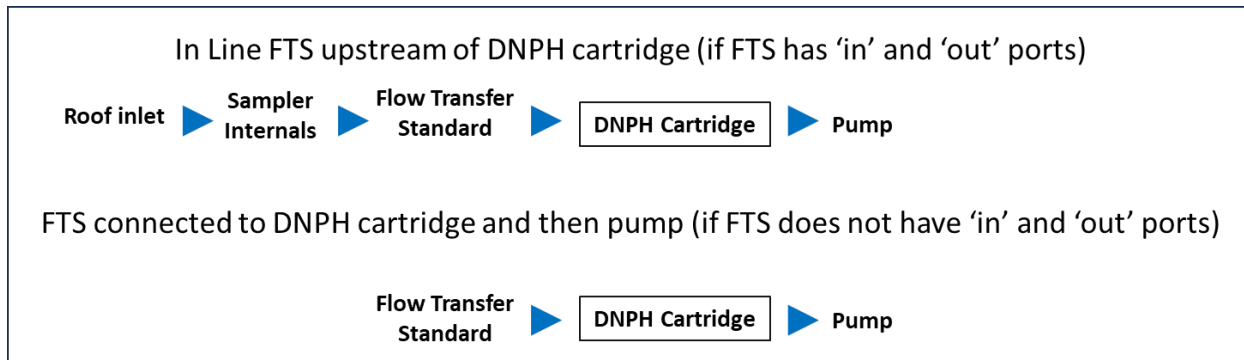 In Line FTS upstream of DNPH cartridge (if FTS has ‘in’ and ‘out’ ports)
Roof inlet
Sampler
Internals
Flow Transfer
Standard
DNPH Cartridge
Pump
FTS connected to DNPH cartridge and then pump (if FTS does not have ‘in’ and ‘out’ ports)
Flow Transfer
Standard
DNPH Cartridge
Pump